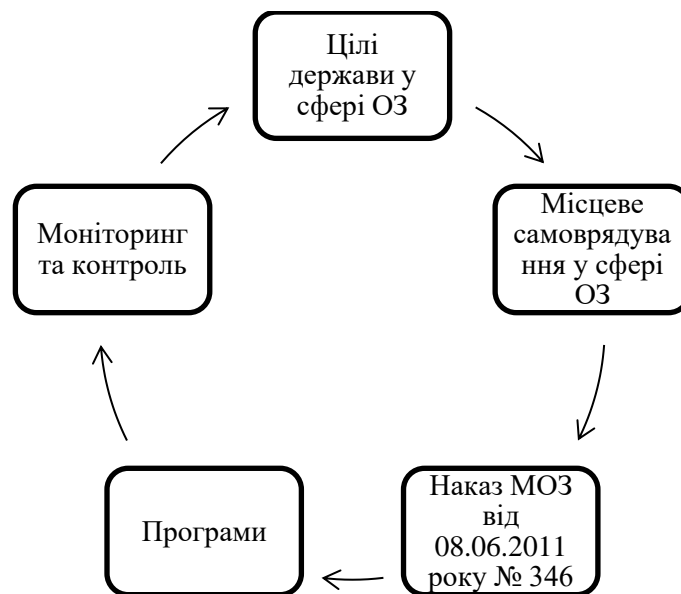 Цілі
держави у
сфері ОЗ
Місцеве
самоврядува
ння у сфері
ОЗ
Наказ МОЗ
від
08.06.2011
року № 346
Програми
Моніторинг
та контроль